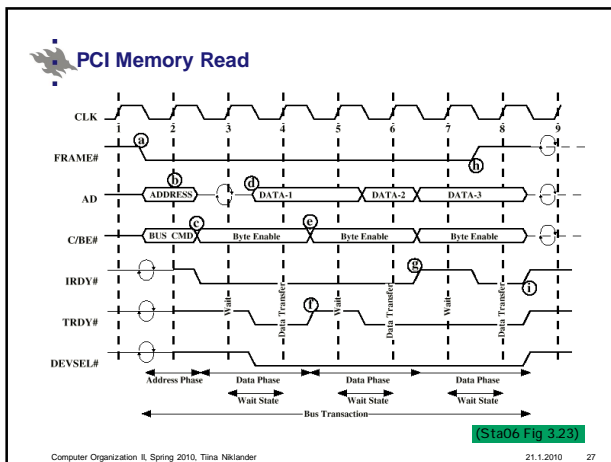 PCI Memory Read
CLK
1 2 3 4 5 6 7 8 9
a
FRAME#
h
b d
AD ADDRESS DATA-1 DATA-2 DATA-3
c e
C/BE# BUS CMD Byte Enable Byte Enable Byte Enable
g
IRDY# i
Wait Data Transfer Wait Data Transfer Wait Data Transfer
f
TRDY#
DEVSEL#
Address Phase Data Phase Data Phase Data Phase
Wait State Wait State Wait State
Bus Transaction
(Sta06 Fig 3.23)
Computer Organization II, Spring 2010, Tiina Niklander 21.1.2010 27